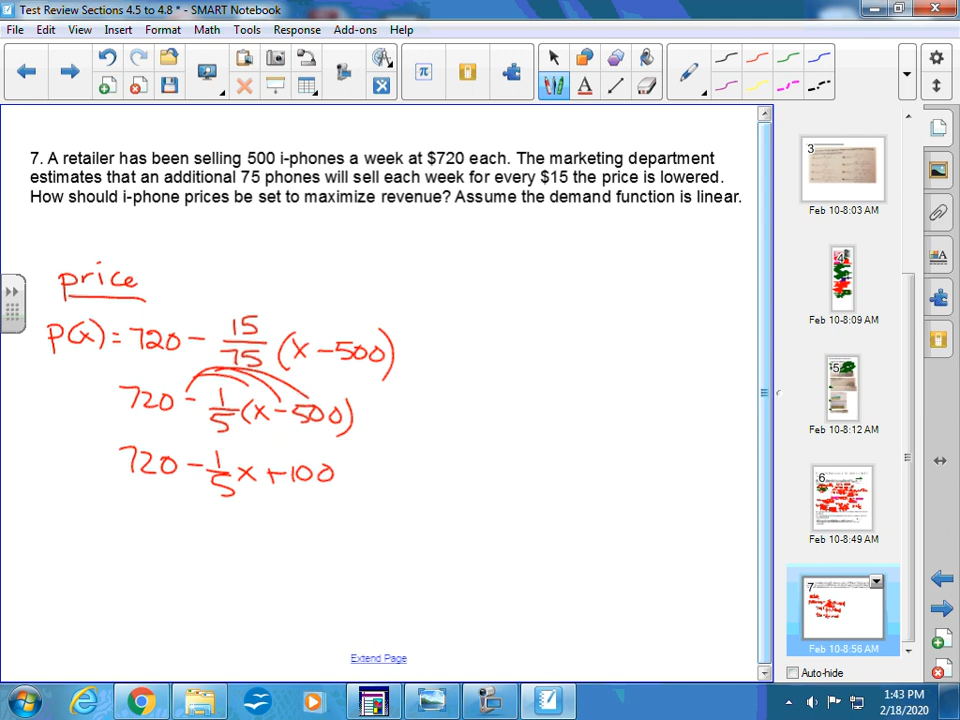 Test Review Sections 4.5 to 4.8 * - SMART Notebook
File Edit View Insert Format Math Tools Response Add-ons Help
7. A retailer has been selling 500 i-phones a week at $720 each. The marketing department
estimates that an additional 75 phones will sell each week for every $15 the price is lowered.
How should i-phone prices be set to maximize revenue? Assume the demand function is linear.
price
P(x) = 720 - 15/75 (x - 500)
720 - 1/5 (x - 500)
720 - 1/5 x + 100
Extend Page
3
Feb 10-8:03 AM
4
Feb 10-8:09 AM
5
Feb 10-8:12 AM
6
Feb 10-8:49 AM
7
Feb 10-8:56 AM
Auto-hide
1:43 PM
2/18/2020